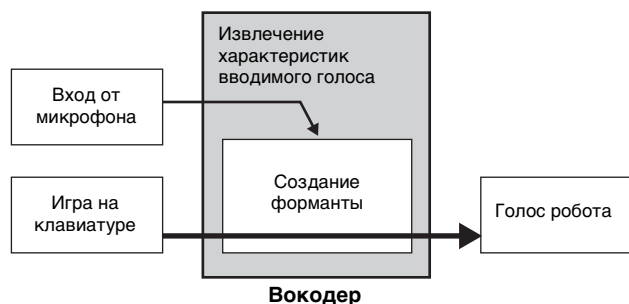 Извлечение
характеристик
вводимого голоса
Вход от
микрофона
Создание
форманты
Игра на
клавиатуре
Голос робота
Вокодер